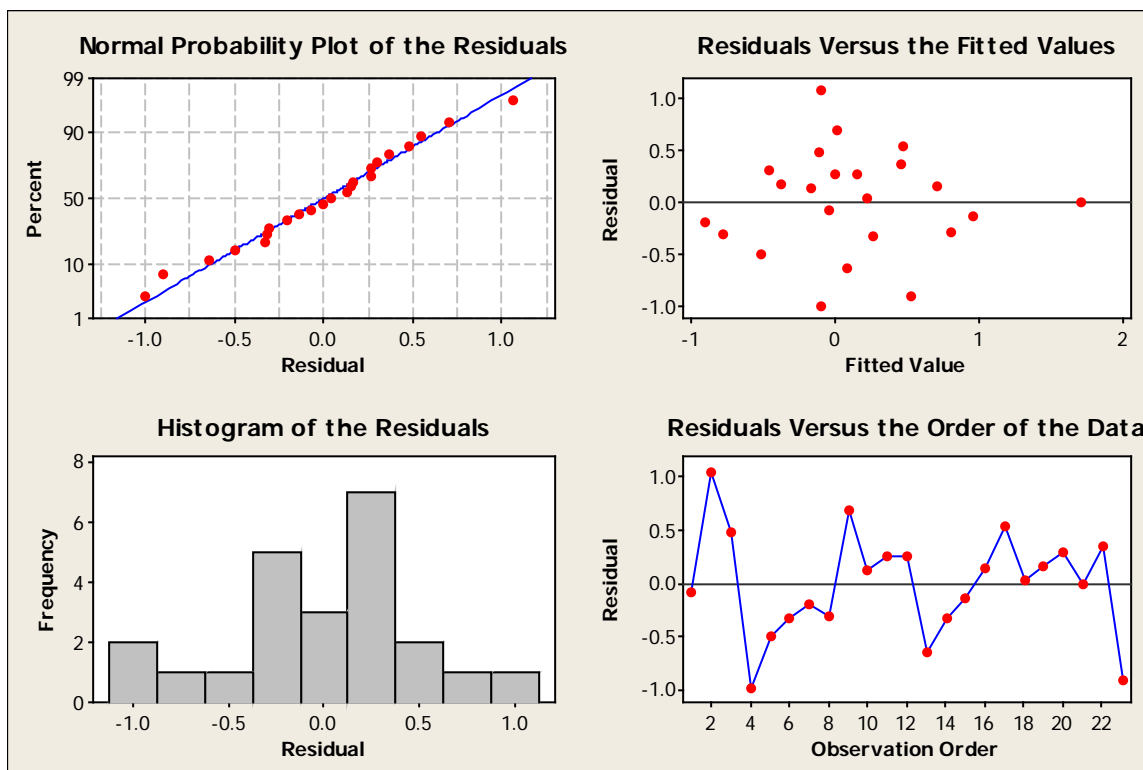 Normal Probability Plot of the Residuals
99
90
50
10
1
Percent
-1.0 -0.5 0.0 0.5 1.0
Residual
Residuals Versus the Fitted Values
1.0
0.5
0.0
-0.5
-1.0
Residual
-1 0 1 2
Fitted Value
Histogram of the Residuals
8
6
4
2
0
Frequency
-1.0 -0.5 0.0 0.5 1.0
Residual
Residuals Versus the Order of the Data
1.0
0.5
0.0
-0.5
-1.0
Residual
2 4 6 8 10 12 14 16 18 20 22
Observation Order